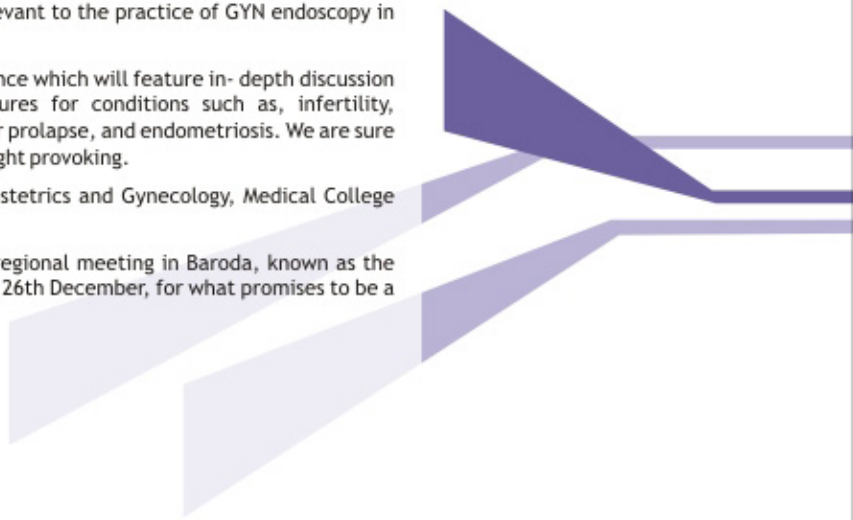 evant to the practice of GYN endoscopy in
nce which will feature in- depth discussion
ures for conditions such as, infertility,
r prolapse, and endometriosis. We are sure
ght provoking.
stetrics and Gynecology, Medical College
egional meeting in Baroda, known as the
26th December, for what promises to be a